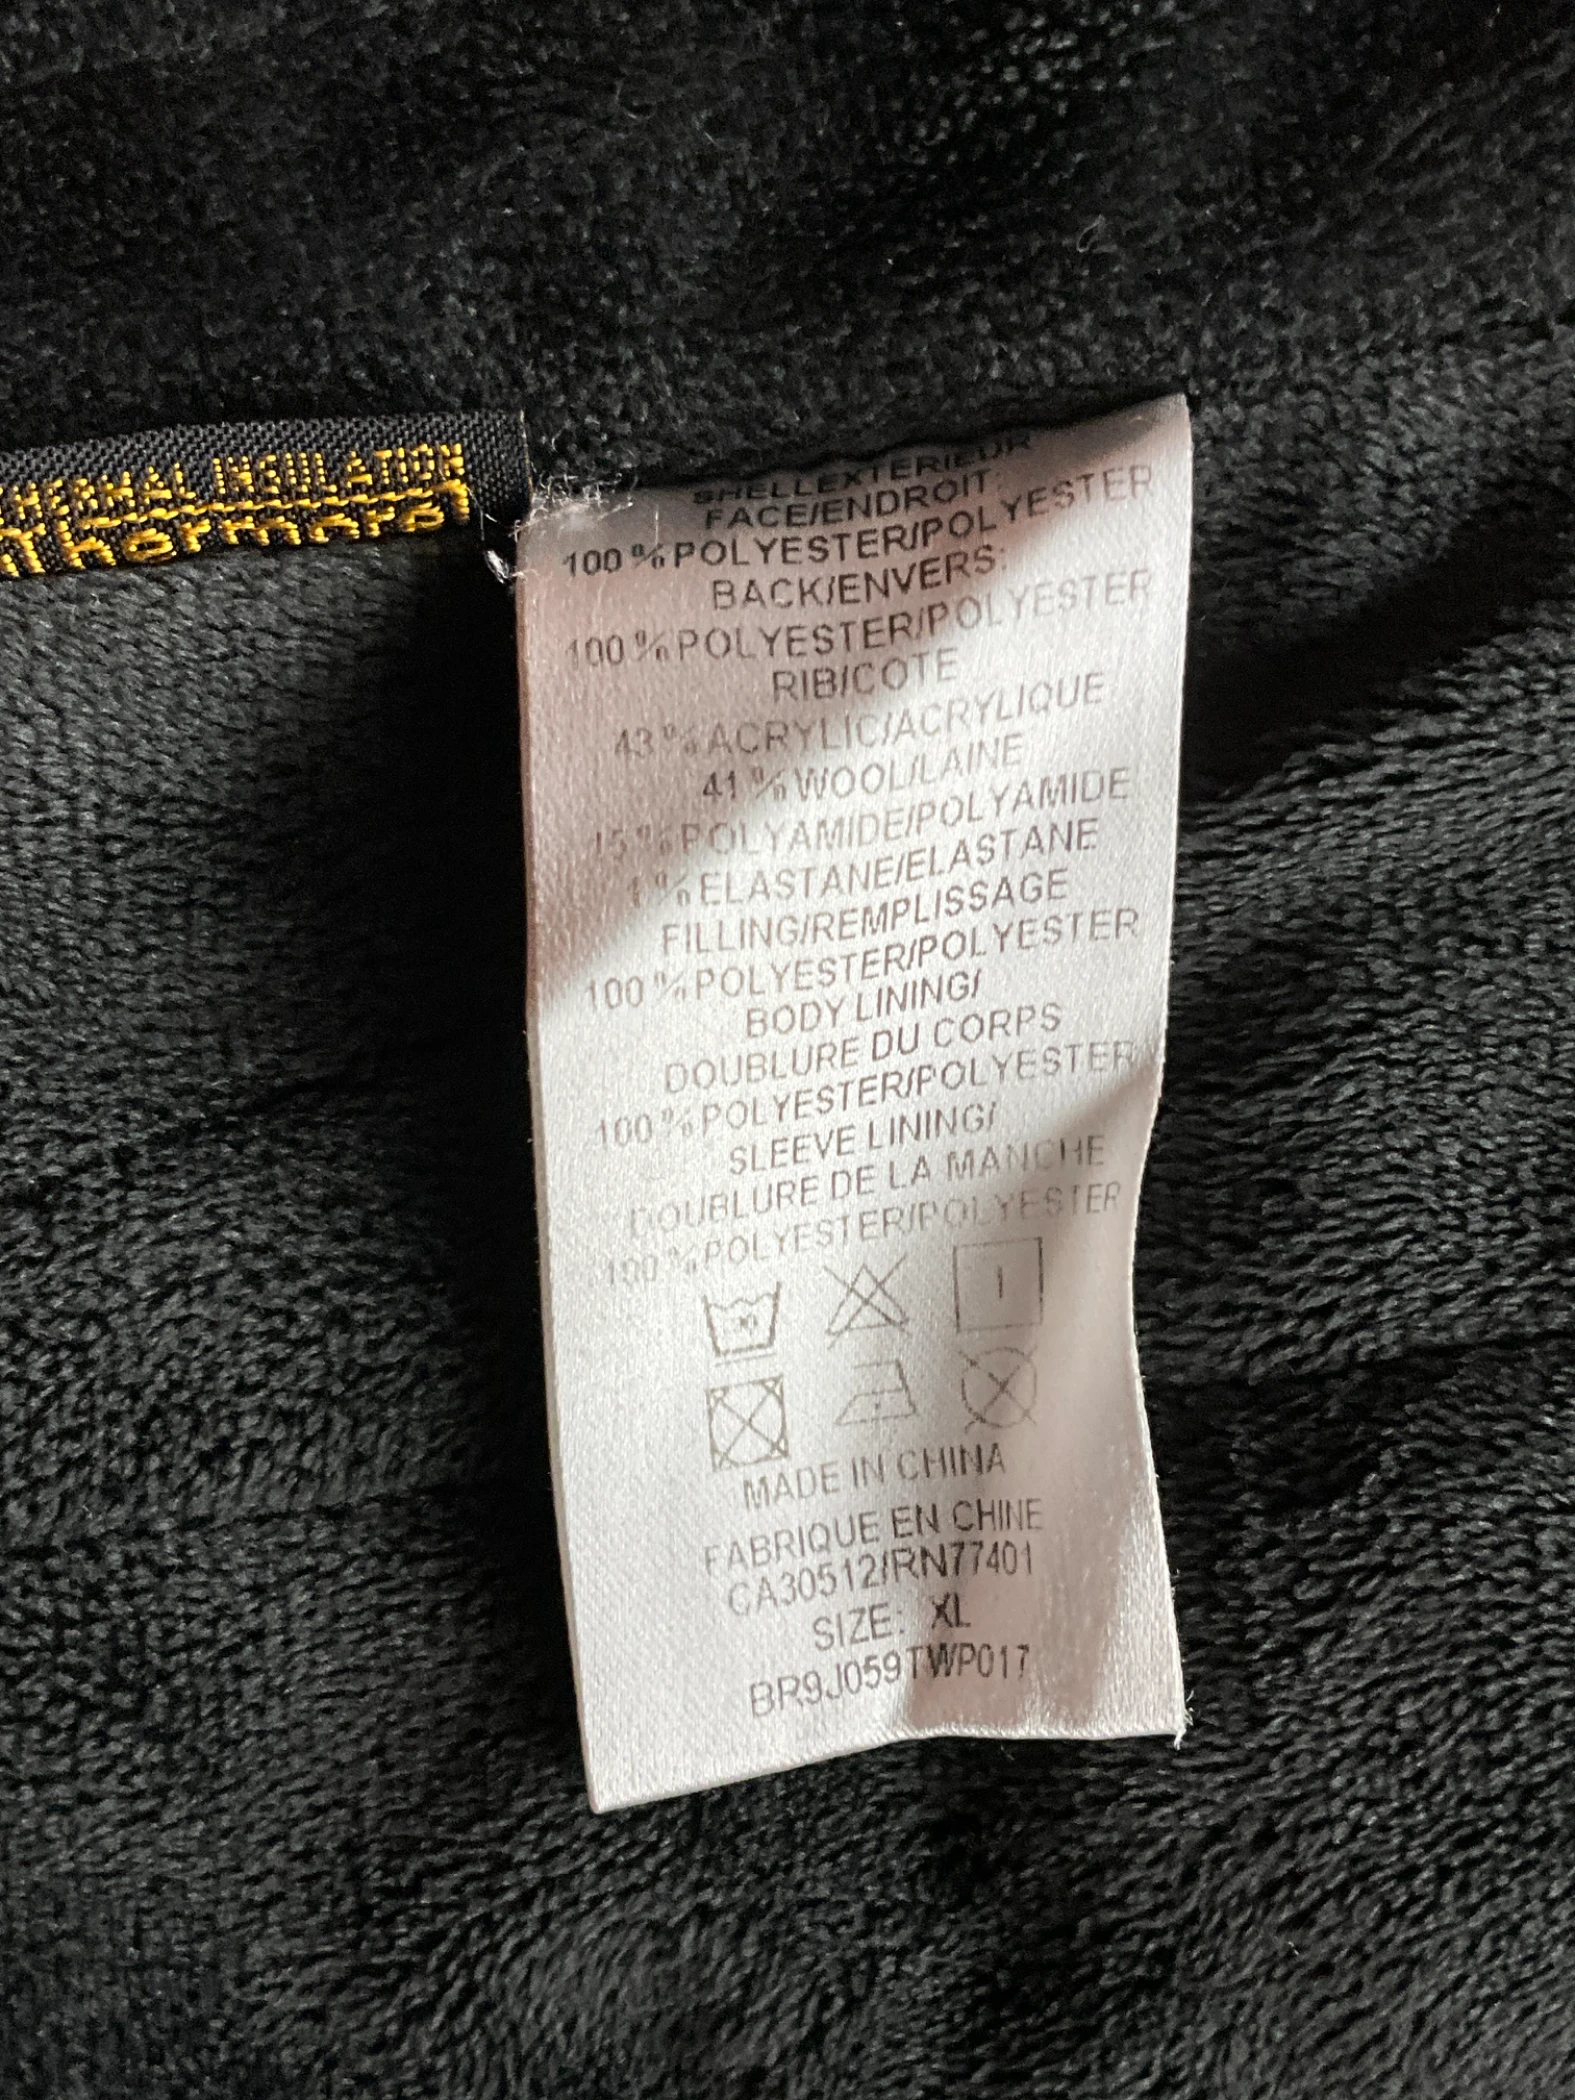 THERMAL INSULATION
Thermore
SHELL/EXTERIEUR
FACE/ENDROIT:
100%POLYESTER/POLYESTER
BACK/ENVERS:
100%POLYESTER/POLYESTER
RIB/COTE
43%ACRYLIC/ACRYLIQUE
41%WOOL/LAINE
15%POLYAMIDE/POLYAMIDE
1%ELASTANE/ELASTANE
FILLING/REMPLISSAGE
100%POLYESTER/POLYESTER
BODY LINING/
DOUBLURE DU CORPS
100%POLYESTER/POLYESTER
SLEEVE LINING/
DOUBLURE DE LA MANCHE
100%POLYESTER/POLYESTER
MADE IN CHINA
FABRIQUE EN CHINE
CA30512/RN77401
SIZE: XL
BR9J059TWP017